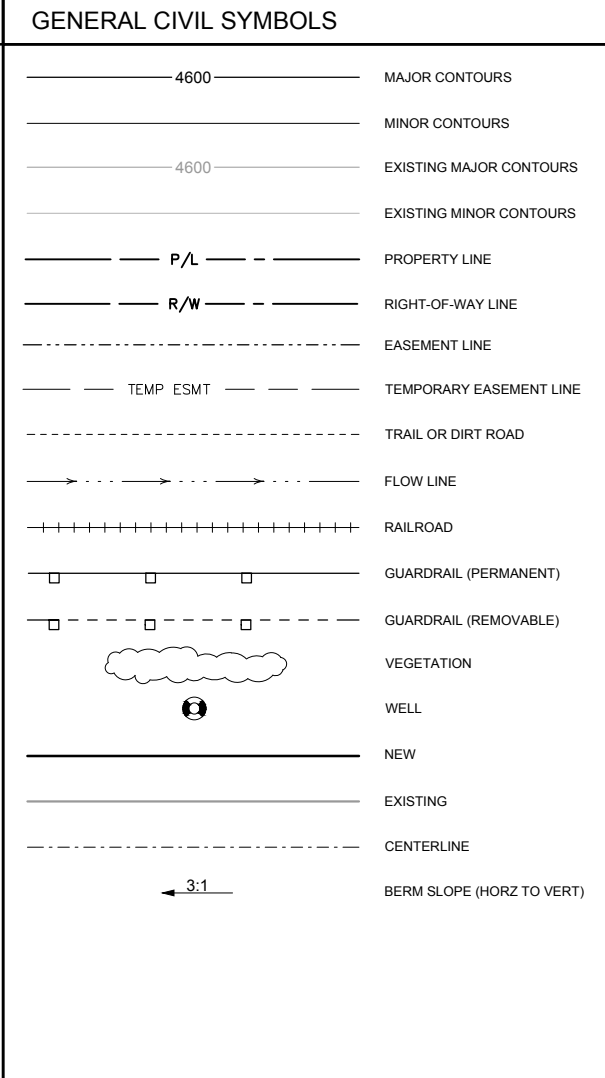 GENERAL CIVIL SYMBOLS
4600 MAJOR CONTOURS
MINOR CONTOURS
4600 EXISTING MAJOR CONTOURS
EXISTING MINOR CONTOURS
P/L PROPERTY LINE
R/W RIGHT-OF-WAY LINE
EASEMENT LINE
TEMP ESMT TEMPORARY EASEMENT LINE
TRAIL OR DIRT ROAD
FLOW LINE
RAILROAD
GUARDRAIL (PERMANENT)
GUARDRAIL (REMOVABLE)
VEGETATION
WELL
NEW
EXISTING
CENTERLINE
3:1 BERM SLOPE (HORZ TO VERT)